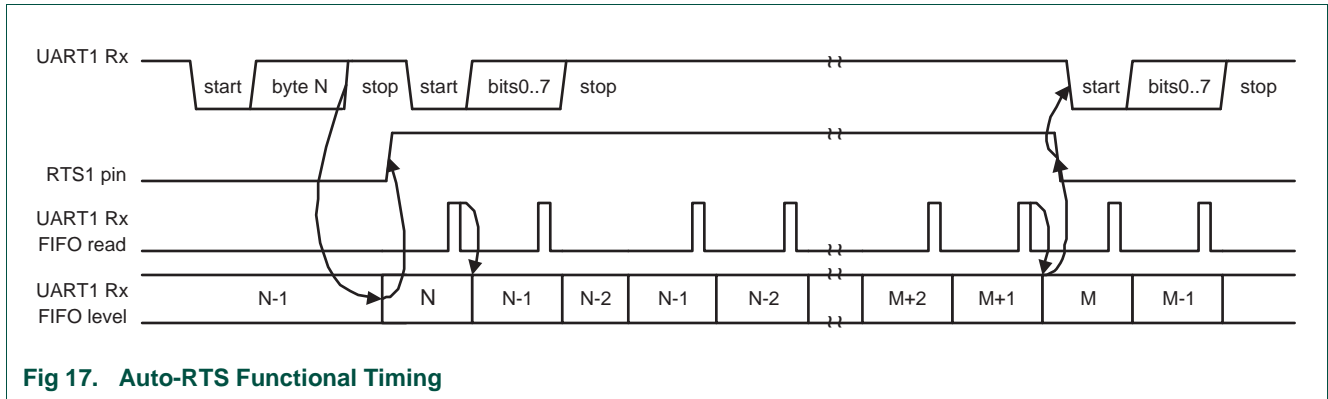 UART1 Rx
start byte N stop start bits0..7 stop start bits0..7 stop
RTS1 pin
UART1 Rx
FIFO read
UART1 Rx
FIFO level
N-1 N N-1 N-2 N-1 N-2 M+2 M+1 M M-1
Fig 17. Auto-RTS Functional Timing